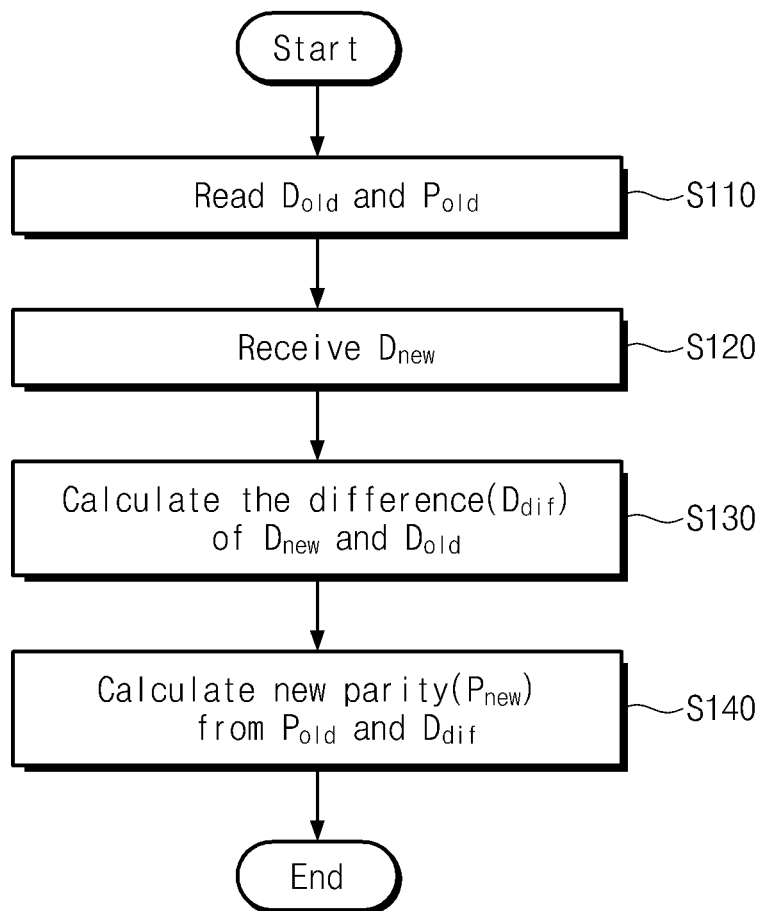 Start
Read Dold and Pold
S110
Receive Dnew
S120
Calculate the difference(Ddif)
of Dnew and Dold
S130
Calculate new parity(Pnew)
from Pold and Ddif
S140
End